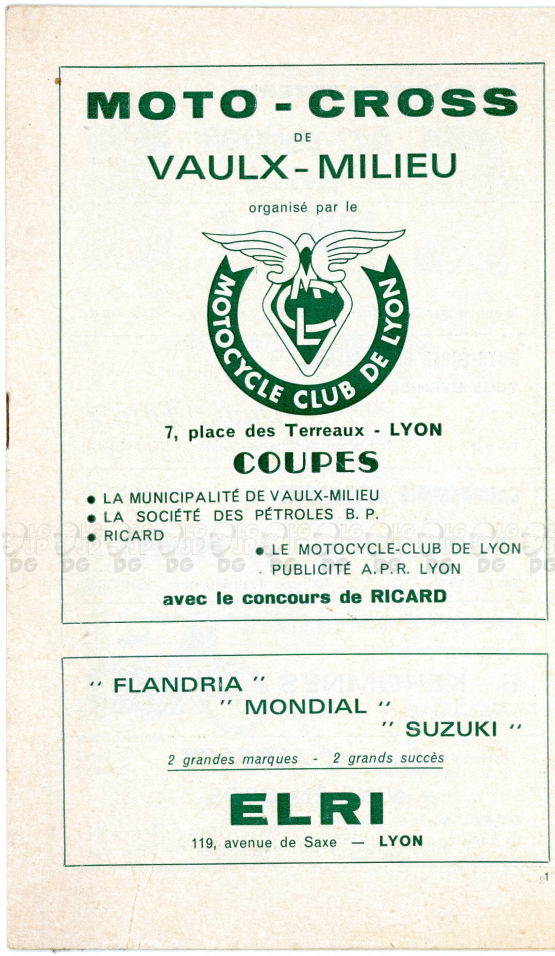 MOTO - CROSS
DE
VAULX - MILIEU
organisé par le
MCL
MOTOCYCLE CLUB DE LYON
7, place des Terreaux - LYON
COUPES
● LA MUNICIPALITÉ DE VAULX-MILIEU
● LA SOCIÉTÉ DES PÉTROLES B. P.
● RICARD
● LE MOTOCYCLE-CLUB DE LYON
. PUBLICITÉ A.P.R. LYON
avec le concours de RICARD
" FLANDRIA "
" MONDIAL "
" SUZUKI "
2 grandes marques - 2 grands succès
ELRI
119, avenue de Saxe — LYON
1